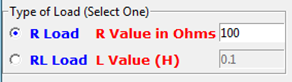 Type of Load (Select One)
R Load R Value in Ohms 100
RL Load L Value (H) 0.1